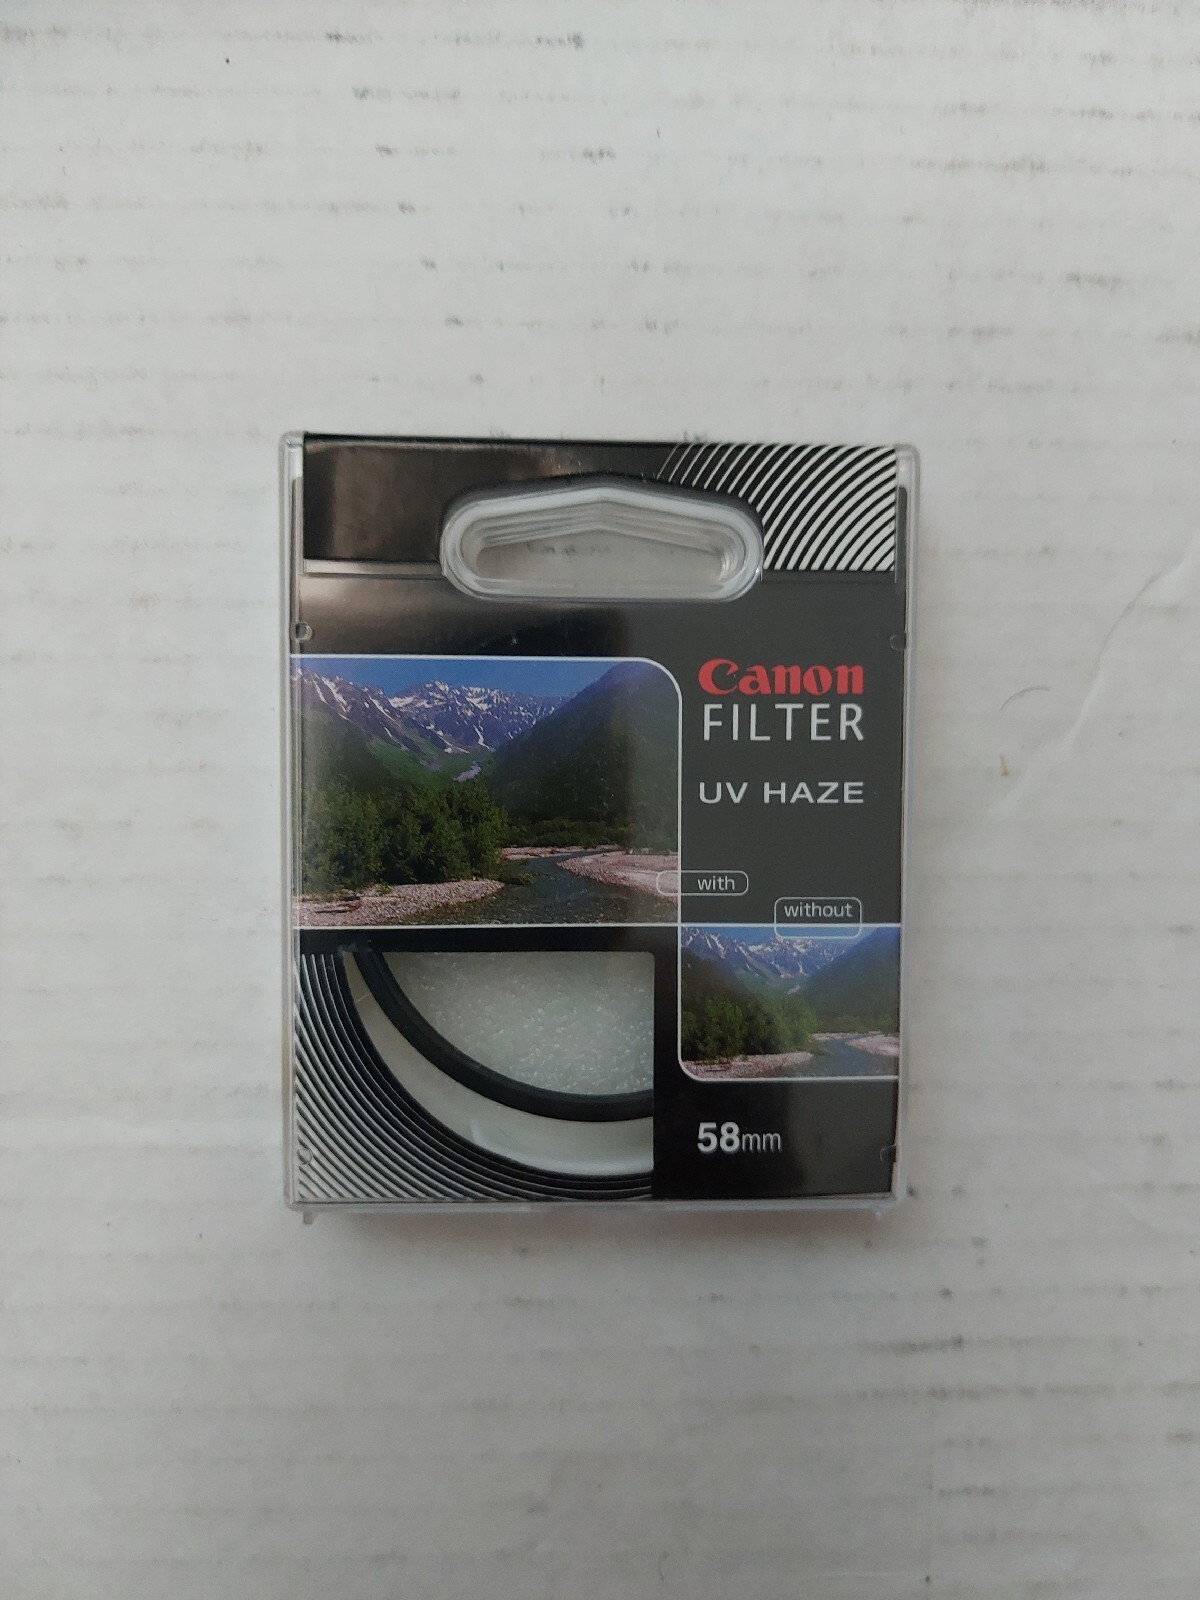 Canon
FILTER
UV HAZE
with
without
58mm